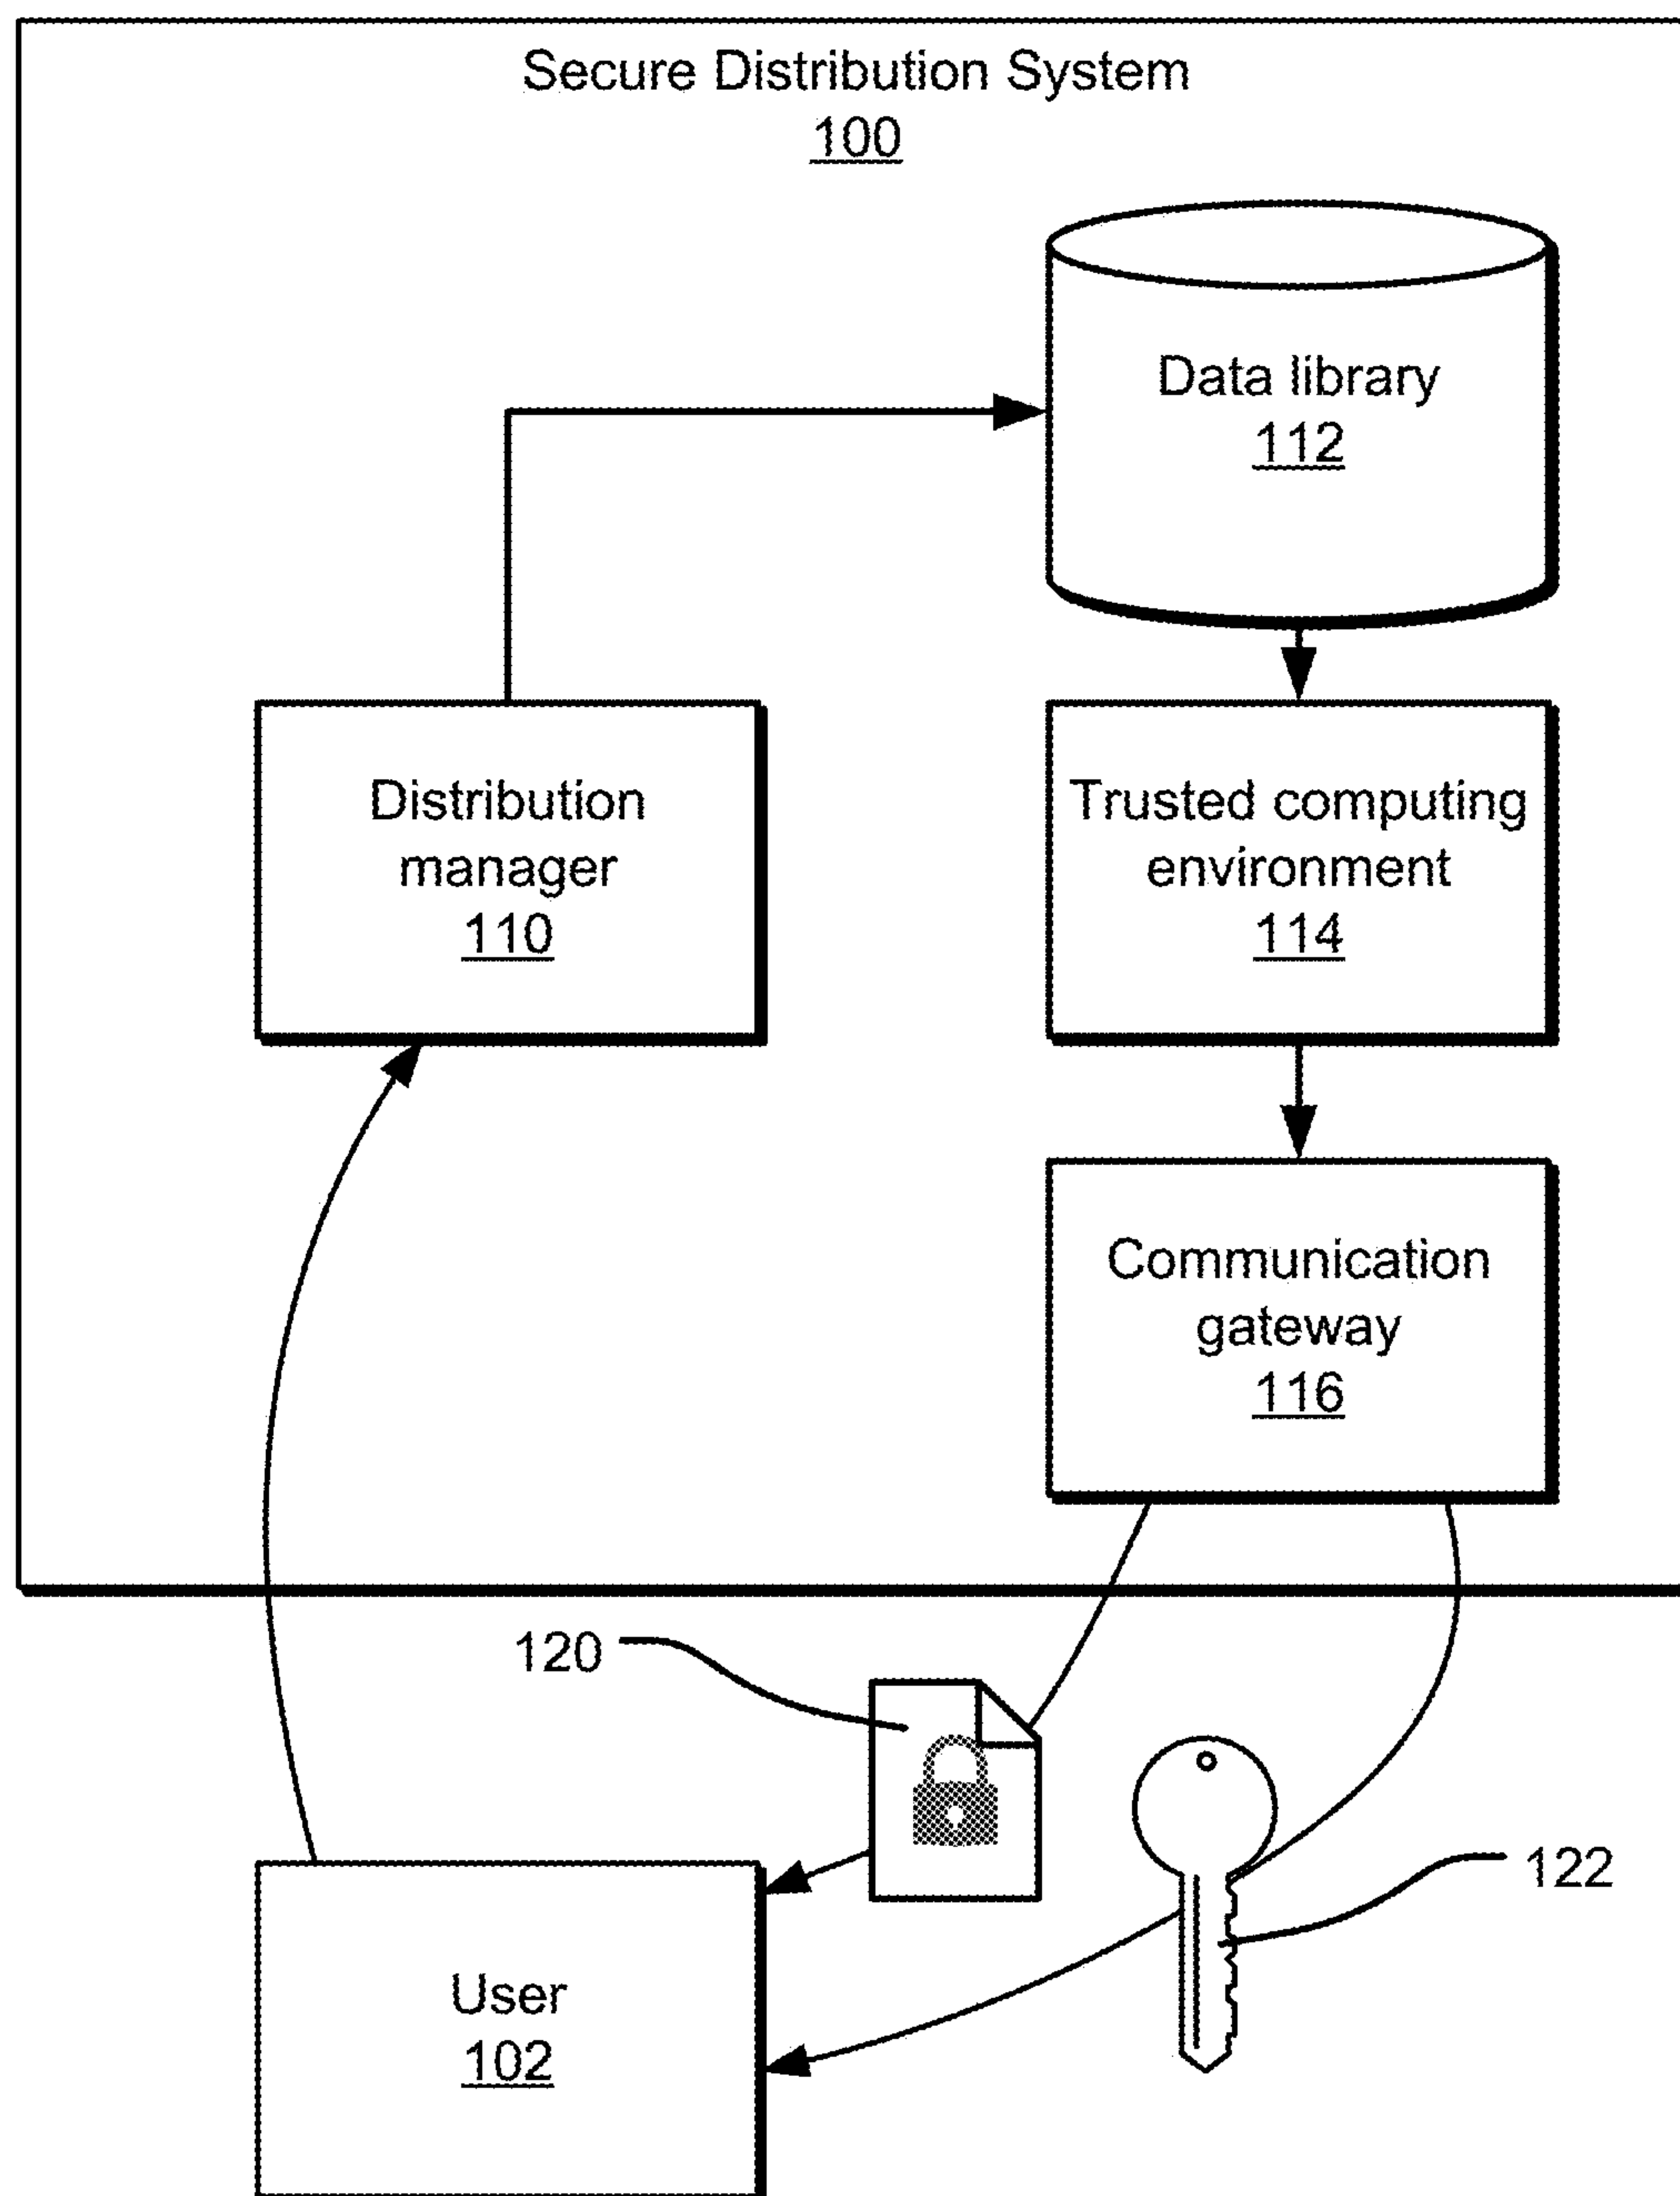 Secure Distribution System
100
Data library
112
Distribution
manager
110
Trusted computing
environment
114
Communication
gateway
116
120
122
User
102